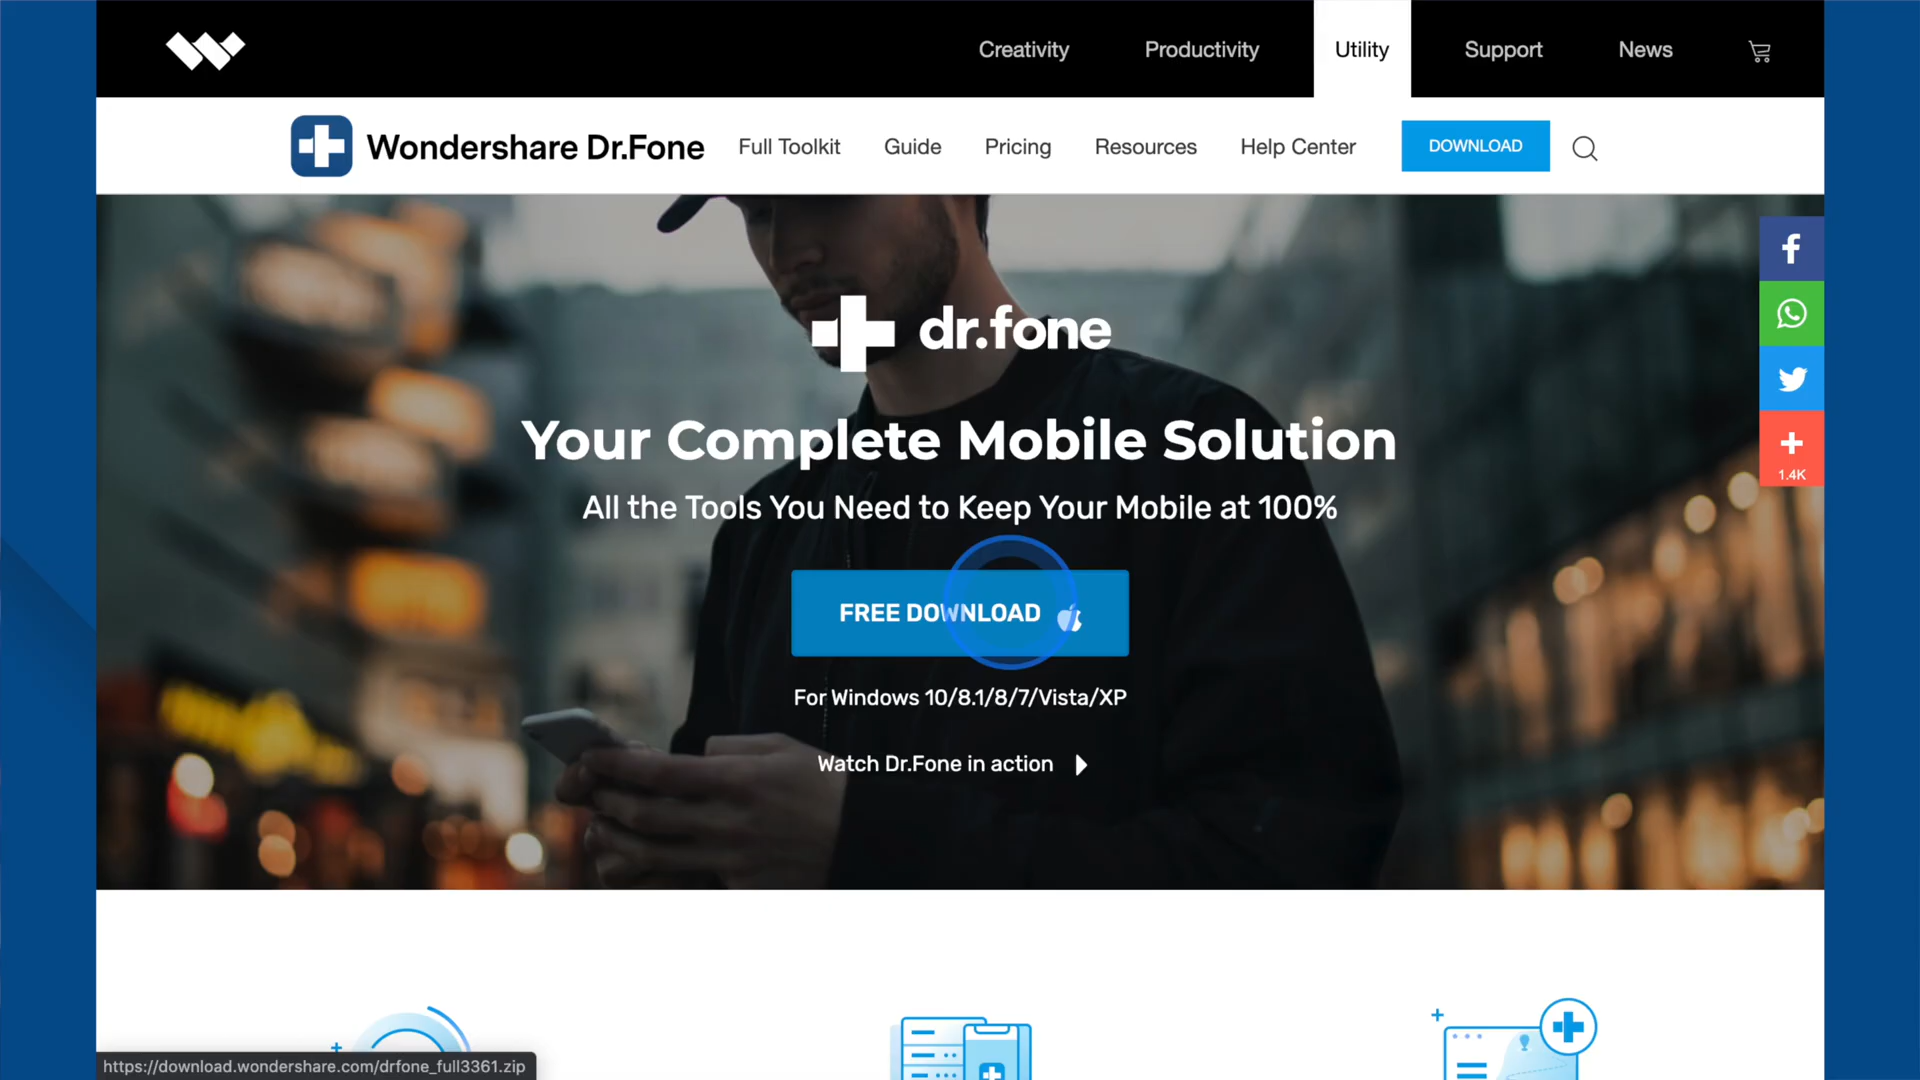 Creativity
Productivity
Utility
Support
News
Wondershare Dr.Fone
Full Toolkit
Guide
Pricing
Resources
Help Center
DOWNLOAD
dr.fone
Your Complete Mobile Solution
All the Tools You Need to Keep Your Mobile at 100%
FREE DOWNLOAD
For Windows 10/8.1/8/7/Vista/XP
Watch Dr.Fone in action
1.4K
https://download.wondershare.com/drfone_full3361.zip